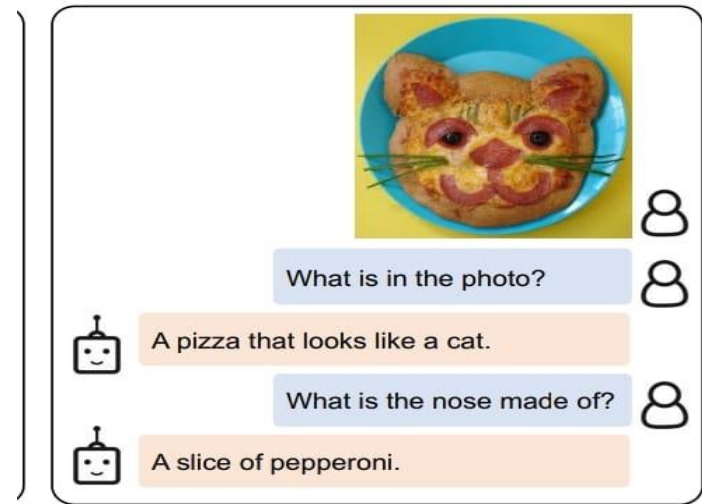 What is in the photo?
A pizza that looks like a cat.
What is the nose made of?
A slice of pepperoni.